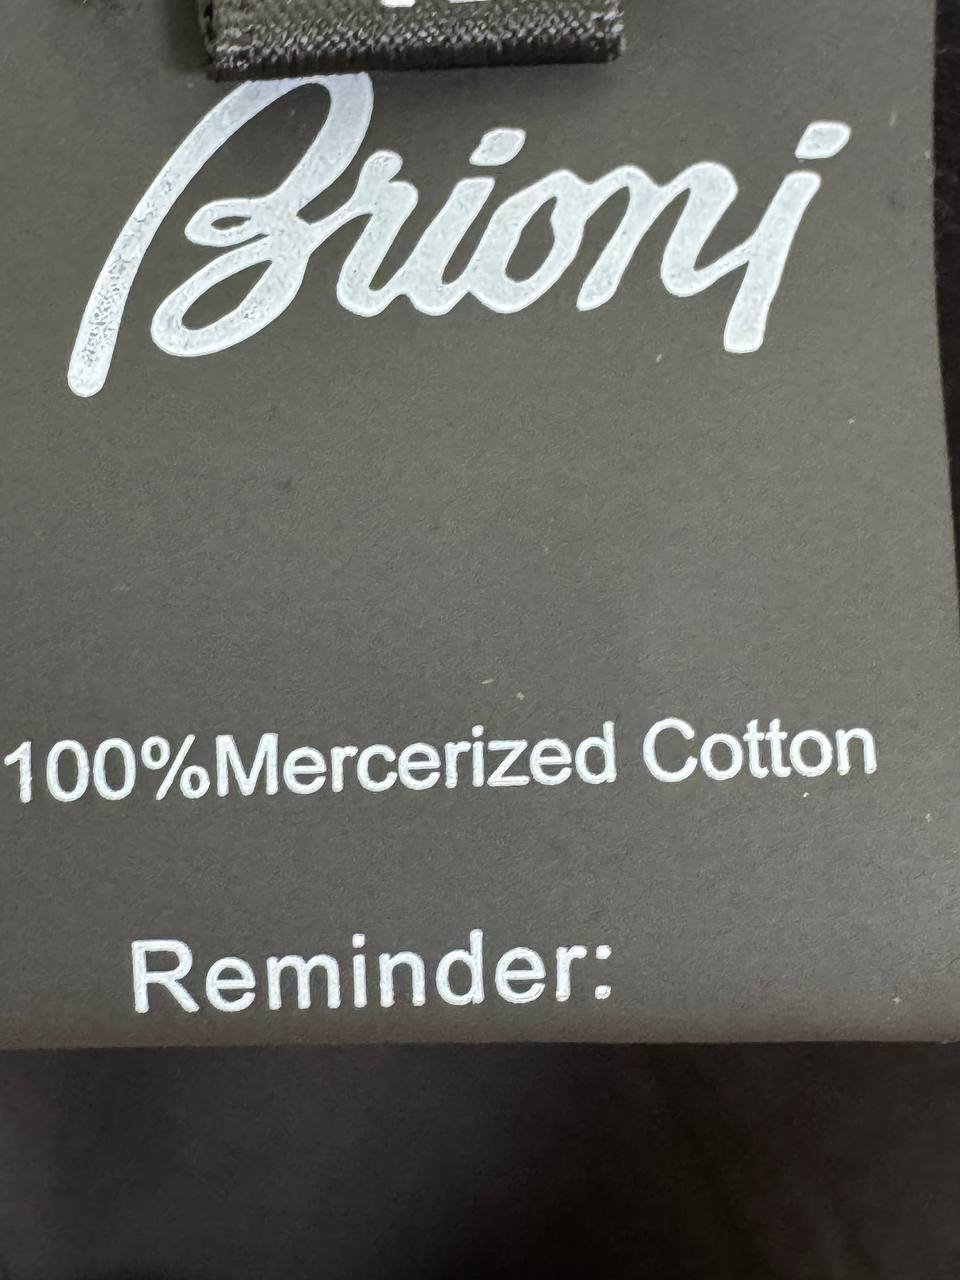 Brioni
100%Mercerized Cotton
Reminder: